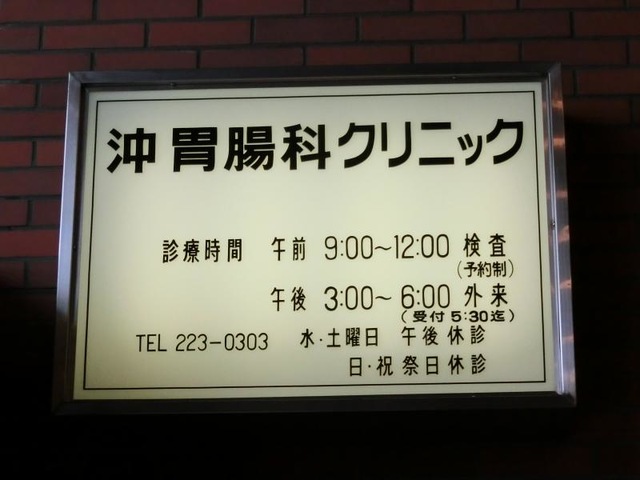 沖胃腸科クリニック
診療時間 午前 9:00~12:00 検査
(予約制)
午後 3:00~6:00 外来
(受付5:30迄)
TEL 223-0303 水・土曜日 午後休診
日・祝祭日休診